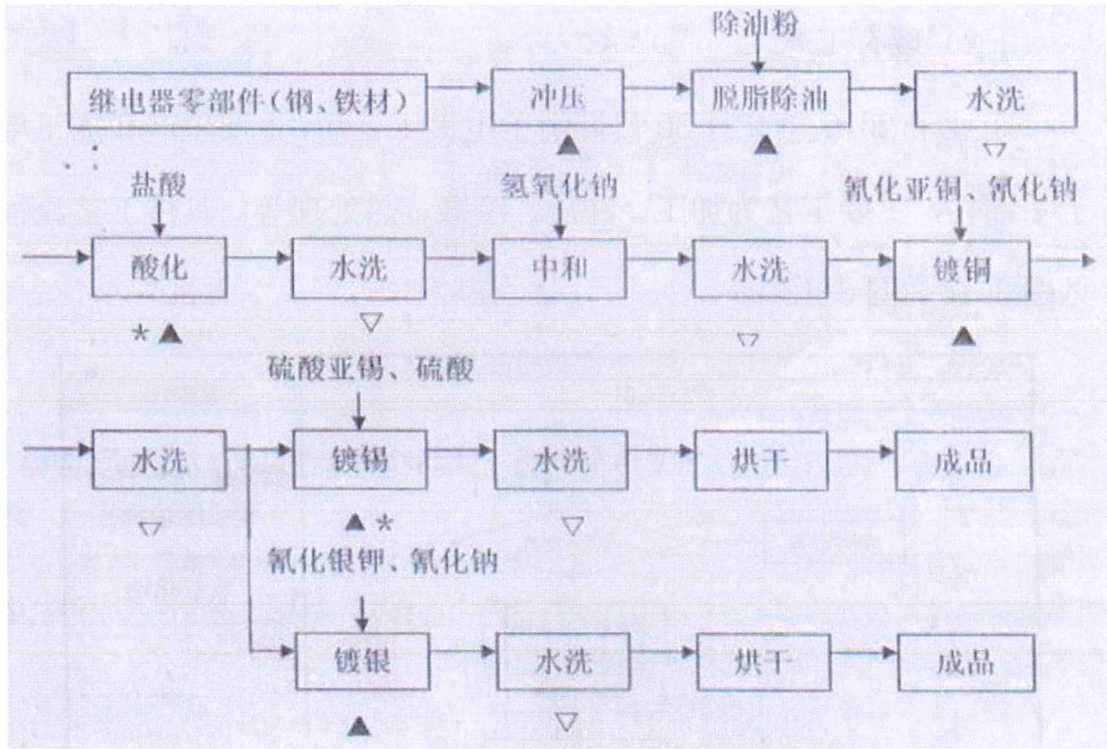 除油粉
继电器零部件(钢、铁材) 冲压 脱脂除油 水洗
盐酸 氢氧化钠 氰化亚铜、氰化钠
酸化 水洗 中和 水洗 镀铜
硫酸亚锡、硫酸
水洗 镀锡 水洗 烘干 成品
氰化银钾、氰化钠
镀银 水洗 烘干 成品